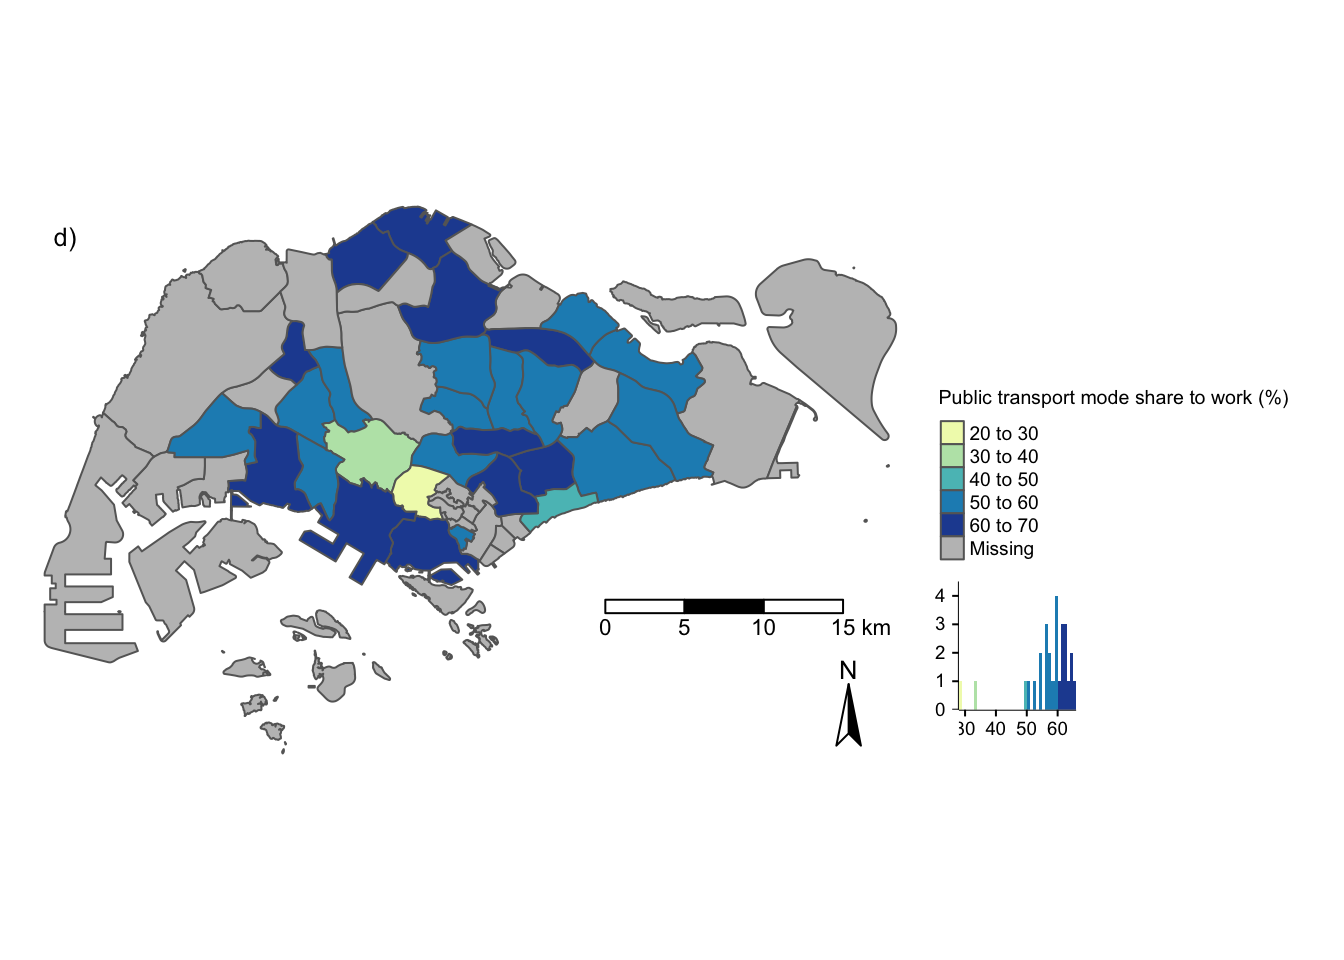 d)
Public transport mode share to work (%)
20 to 30
30 to 40
40 to 50
50 to 60
60 to 70
Missing
4
3
2
1
0
30 40 50 60
0 5 10 15 km
N